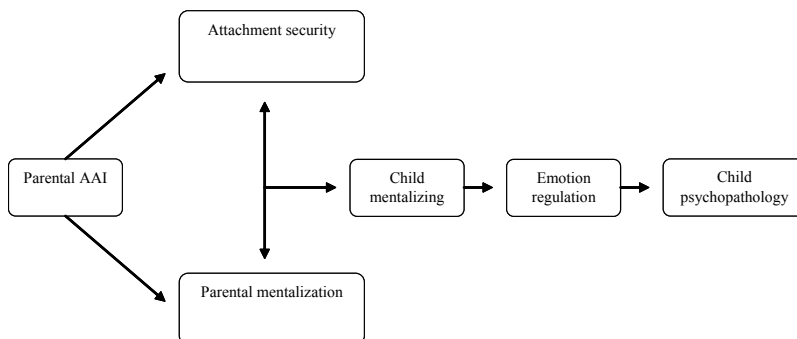 Attachment security
Parental AAI
Child
mentalizing
Emotion
regulation
Child
psychopathology
Parental mentalization